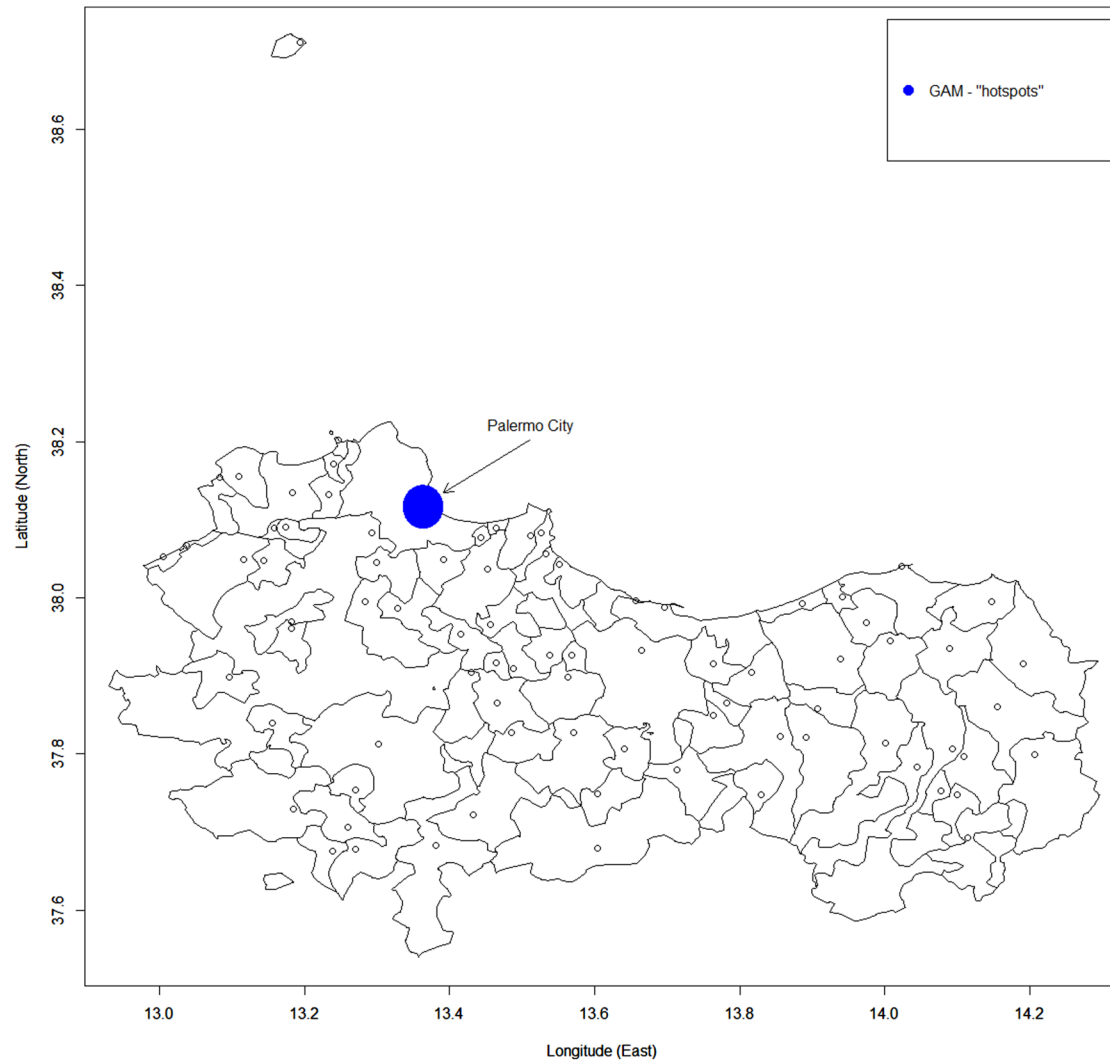 GAM - "hotspots"
Palermo City
Latitude (North)
38.6
38.4
38.2
38.0
37.8
37.6
13.0 13.2 13.4 13.6 13.8 14.0 14.2
Longitude (East)